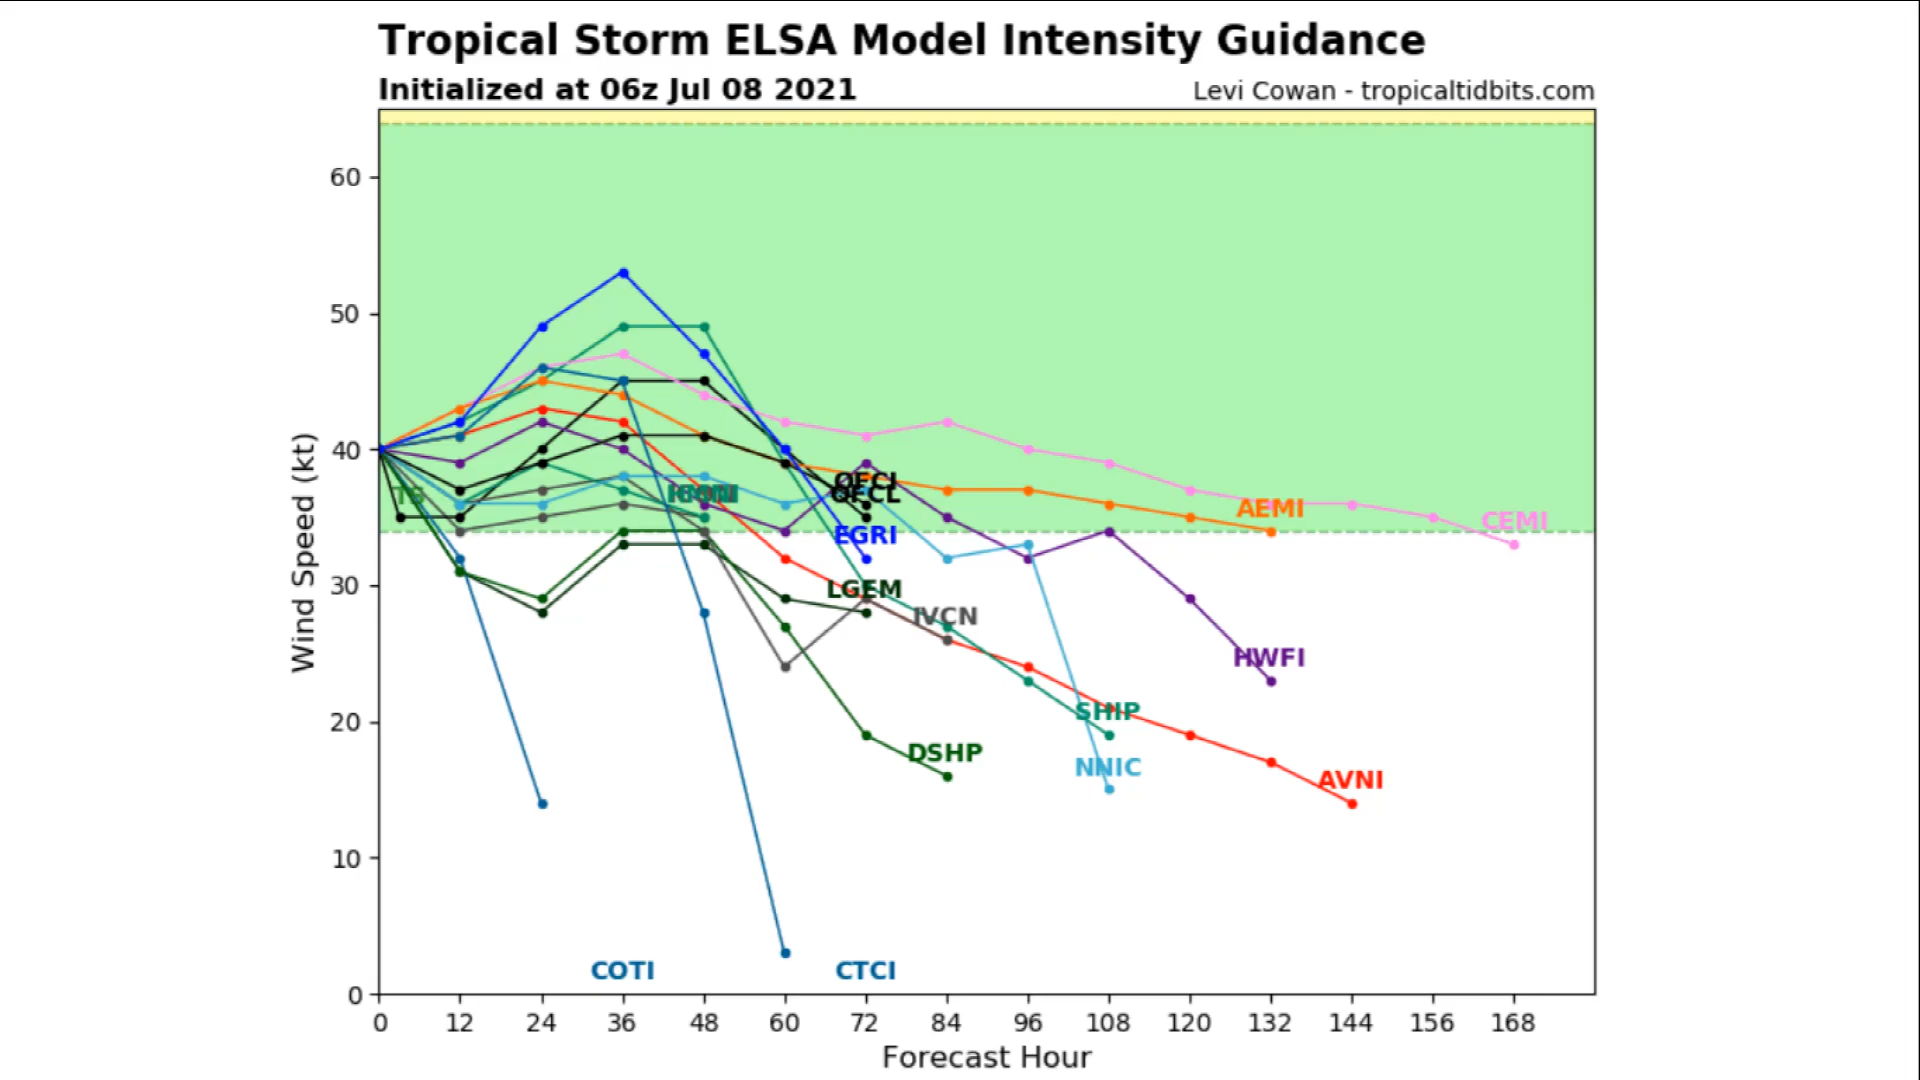 Tropical Storm ELSA Model Intensity Guidance
Initialized at 06z Jul 08 2021
Levi Cowan - tropicaltidbits.com
Wind Speed (kt)
60
50
40
30
20
10
0
OFCI
OFCL
AEMI
CEMI
EGRI
LGEM
IVCN
HWFI
SHIP
DSHP
NNIC
AVNI
COTI
CTCI
0 12 24 36 48 60 72 84 96 108 120 132 144 156 168
Forecast Hour